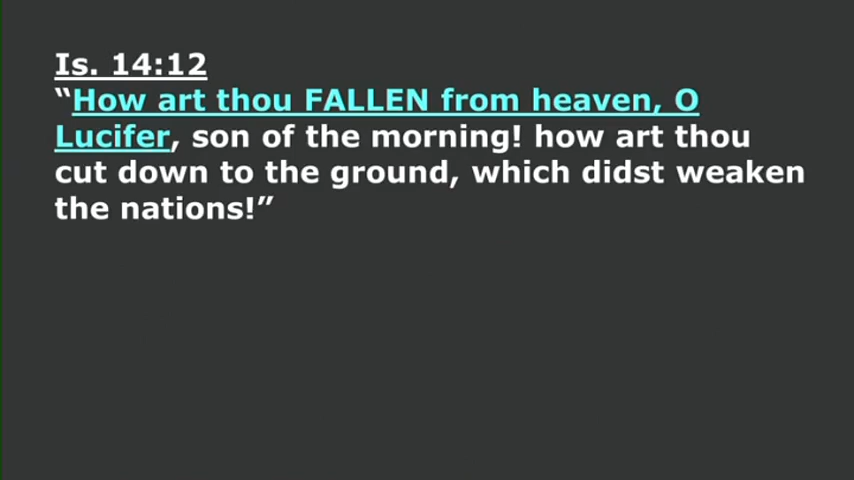 Is. 14:12
“How art thou FALLEN from heaven, O
Lucifer, son of the morning! how art thou
cut down to the ground, which didst weaken
the nations!”